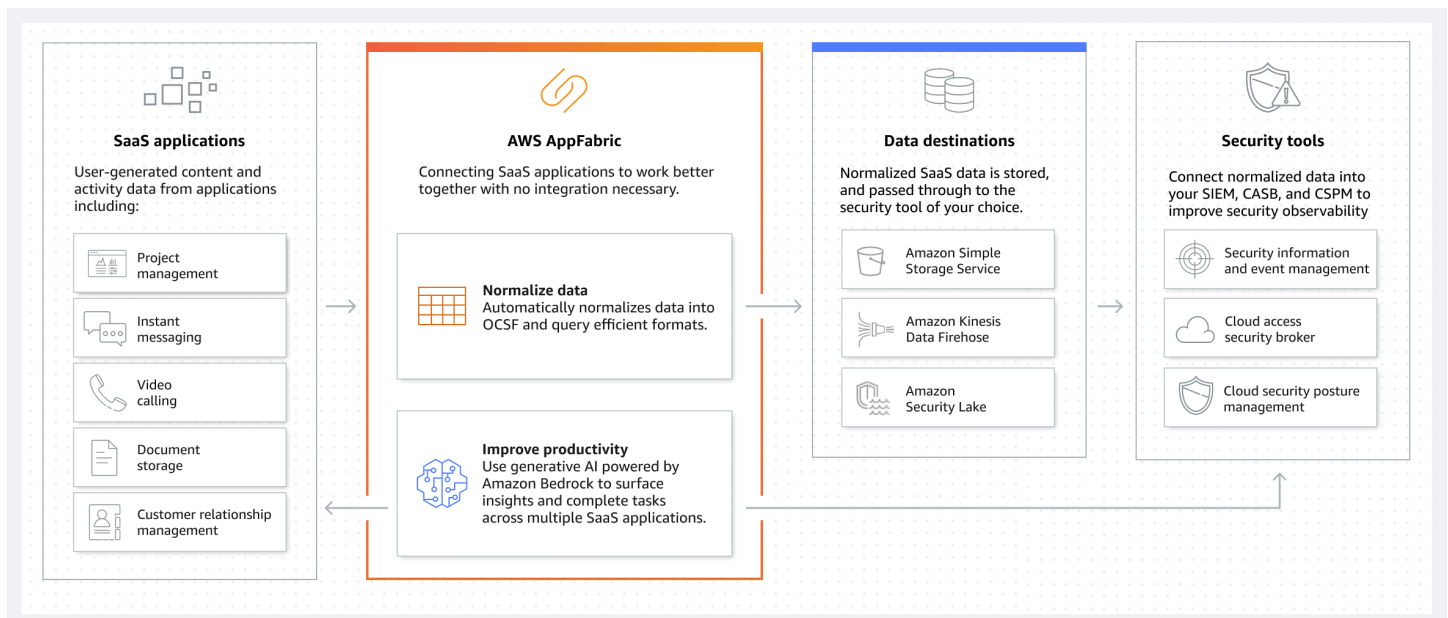 SaaS applications
User-generated content and
activity data from applications
including:
Project
management
Instant
messaging
Video
calling
Document
storage
Customer relationship
management
AWS AppFabric
Connecting SaaS applications to work better
together with no integration necessary.
Normalize data
Automatically normalizes data into
OCSF and query efficient formats.
Improve productivity
Use generative AI powered by
Amazon Bedrock to surface
insights and complete tasks
across multiple SaaS applications.
Data destinations
Normalized SaaS data is stored,
and passed through to the
security tool of your choice.
Amazon Simple
Storage Service
Amazon Kinesis
Data Firehose
Amazon
Security Lake
Security tools
Connect normalized data into
your SIEM, CASB, and CSPM to
improve security observability
Security information
and event management
Cloud access
security broker
Cloud security posture
management